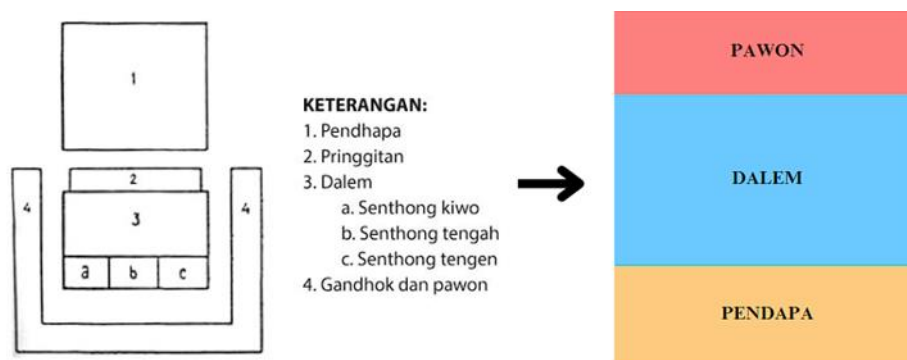 1
2
3
4
4
a
b
c
KETERANGAN:
1. Pendhapa
2. Pringgitan
3. Dalem
a. Senthong kiwo
b. Senthong tengah
c. Senthong tengen
4. Gandhok dan pawon
PAWON
DALEM
PENDAPA